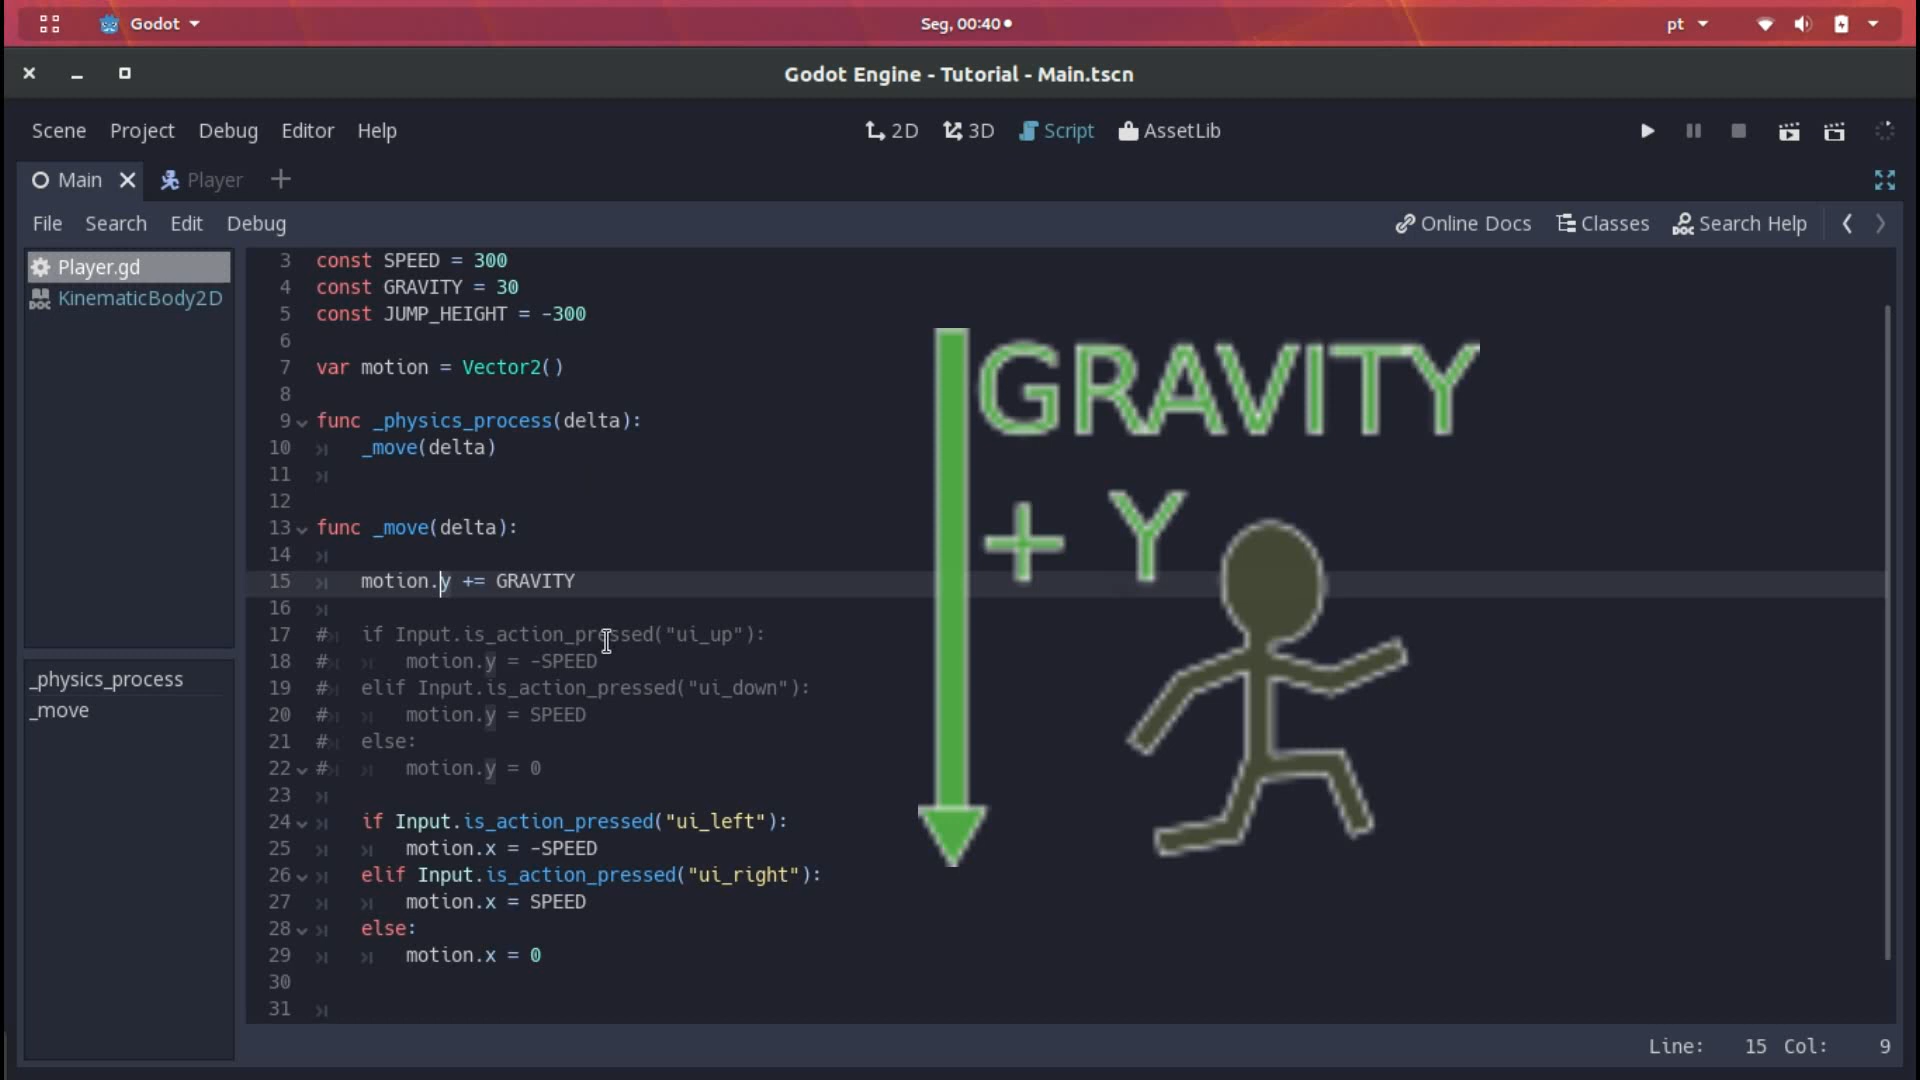 Godot
Seg, 00:40
pt
Godot Engine - Tutorial - Main.tscn
Scene Project Debug Editor Help
2D 3D Script AssetLib
Main Player
File Search Edit Debug
Online Docs Classes Search Help
Player.gd
KinematicBody2D
_physics_process
_move
3 const SPEED = 300
4 const GRAVITY = 30
5 const JUMP_HEIGHT = -300
6
7 var motion = Vector2()
8
9 func _physics_process(delta):
10 _move(delta)
11
12
13 func _move(delta):
14
15 motion.y += GRAVITY
16
17 # if Input.is_action_pressed("ui_up"):
18 # motion.y = -SPEED
19 # elif Input.is_action_pressed("ui_down"):
20 # motion.y = SPEED
21 # else:
22 # motion.y = 0
23
24 if Input.is_action_pressed("ui_left"):
25 motion.x = -SPEED
26 elif Input.is_action_pressed("ui_right"):
27 motion.x = SPEED
28 else:
29 motion.x = 0
30
31
GRAVITY
+ Y
Line: 15 Col: 9